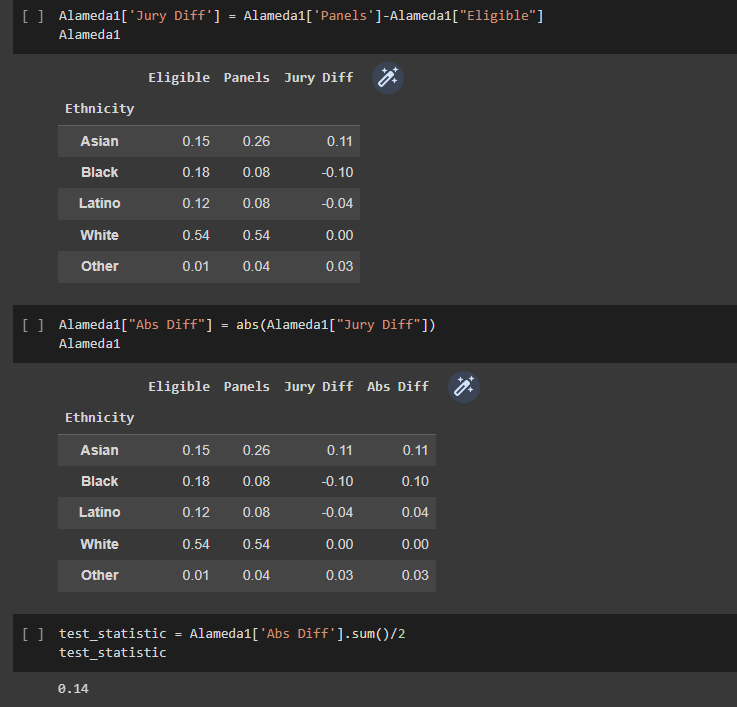 [ ] Alameda1['Jury Diff'] = Alameda1['Panels']-Alameda1["Eligible"]
Alameda1
Eligible Panels Jury Diff
Ethnicity
Asian 0.15 0.26 0.11
Black 0.18 0.08 -0.10
Latino 0.12 0.08 -0.04
White 0.54 0.54 0.00
Other 0.01 0.04 0.03
[ ] Alameda1["Abs Diff"] = abs(Alameda1["Jury Diff"])
Alameda1
Eligible Panels Jury Diff Abs Diff
Ethnicity
Asian 0.15 0.26 0.11 0.11
Black 0.18 0.08 -0.10 0.10
Latino 0.12 0.08 -0.04 0.04
White 0.54 0.54 0.00 0.00
Other 0.01 0.04 0.03 0.03
[ ] test_statistic = Alameda1['Abs Diff'].sum()/2
test_statistic
0.14